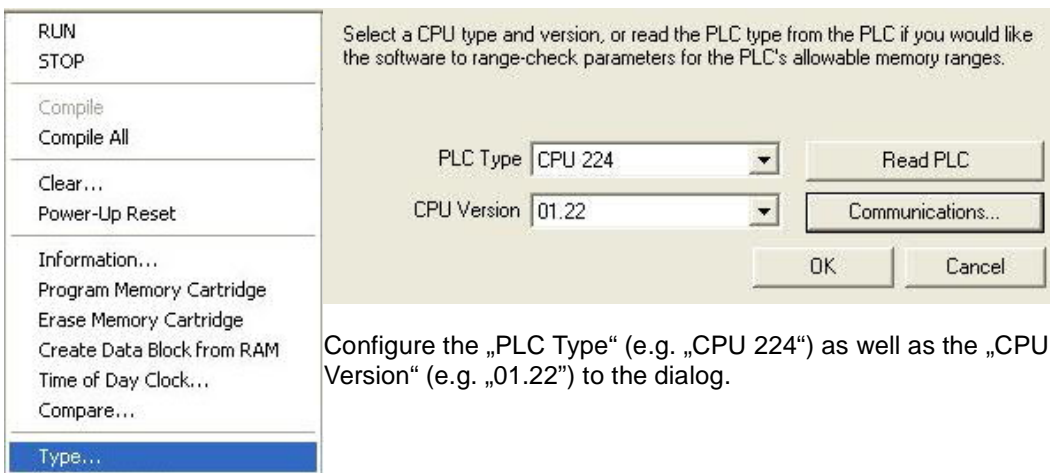 RUN
STOP
Compile
Compile All
Clear...
Power-Up Reset
Information...
Program Memory Cartridge
Erase Memory Cartridge
Create Data Block from RAM
Time of Day Clock...
Compare...
Type...
Select a CPU type and version, or read the PLC type from the PLC if you would like
the software to range-check parameters for the PLC's allowable memory ranges.
PLC Type CPU 224 Read PLC
CPU Version 01.22 Communications...
OK Cancel
Configure the „PLC Type“ (e.g. „CPU 224“) as well as the „CPU
Version“ (e.g. „01.22”) to the dialog.